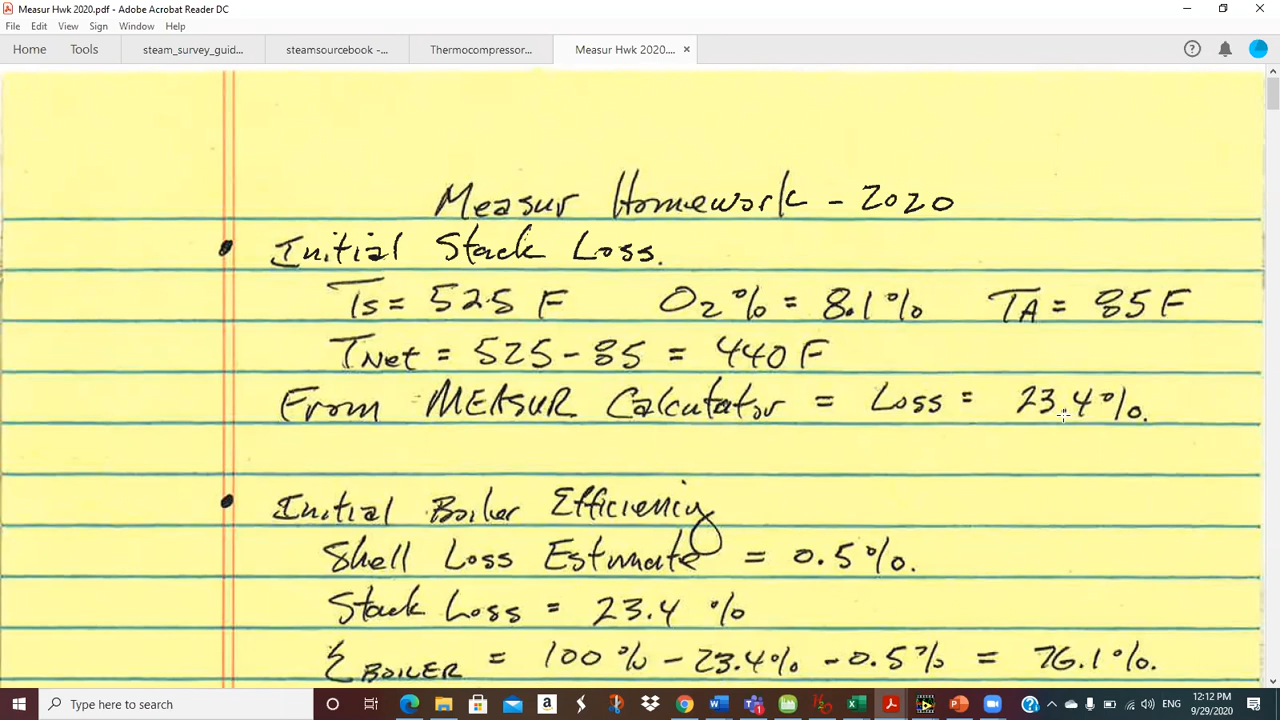 Measur Hwk 2020.pdf - Adobe Acrobat Reader DC
File Edit View Sign Window Help
Home Tools steam_survey_guid... steamsourcebook -... Thermocompressor... Measur Hwk 2020....
Measur Homework - 2020
• Initial Stack Loss.
Ts = 525 F O2% = 8.1% TA = 85 F
TNet = 525 - 85 = 440 F
From MEASUR Calculator = Loss = 23.4%.
• Initial Boiler Efficiency
Shell Loss Estimate = 0.5%.
Stack Loss = 23.4 %
ξBOILER = 100% - 23.4% - 0.5% = 76.1%.
Type here to search
ENG
12:12 PM
9/29/2020